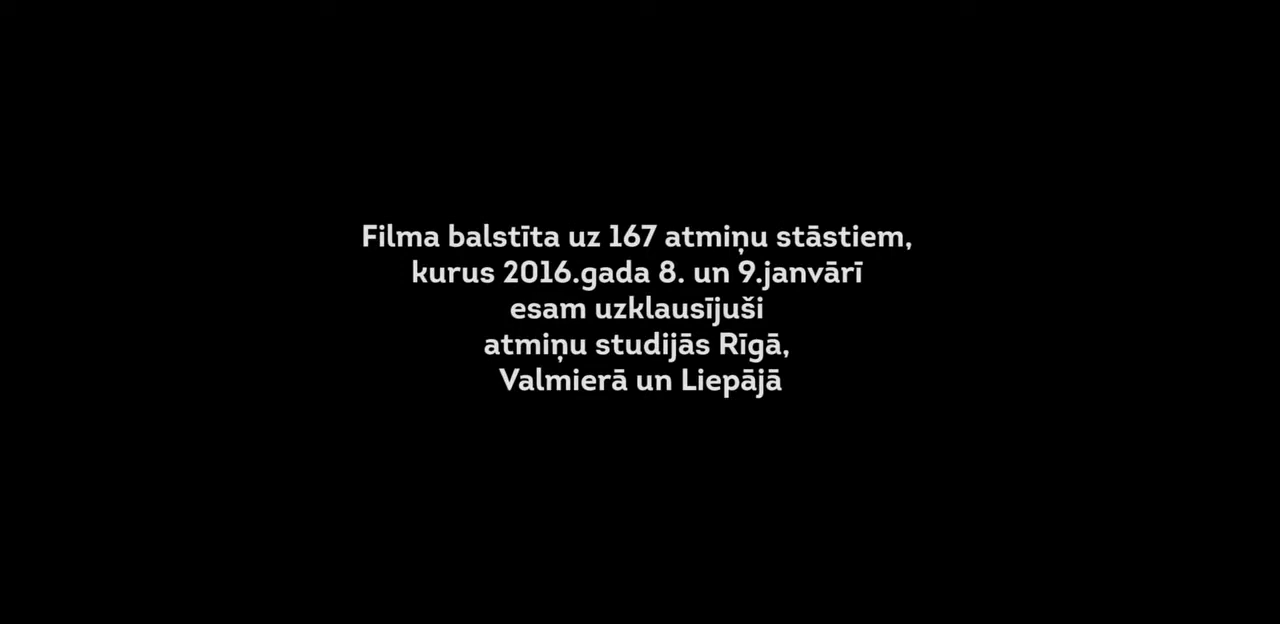 Filma balstīta uz 167 atmiņu stāstiem,
kurus 2016.gada 8. un 9.janvārī
esam uzklausījuši
atmiņu studijās Rīgā,
Valmierā un Liepājā